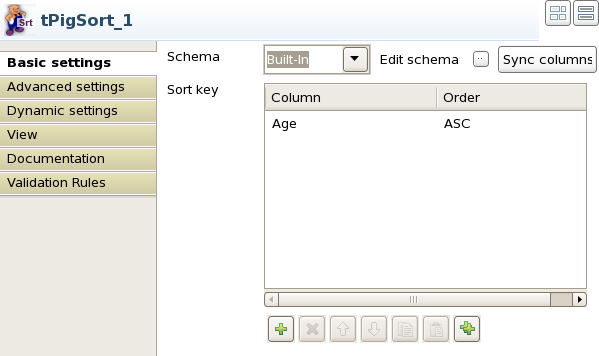 Srt tPigSort_1
Basic settings
Advanced settings
Dynamic settings
View
Documentation
Validation Rules
Schema Built-In Edit schema Sync columns
Sort key
Column Order
Age ASC